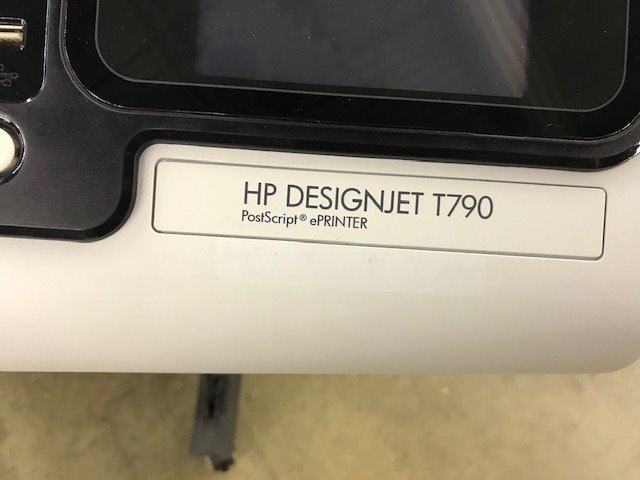 HP DESIGNJET T790
PostScript® ePRINTER